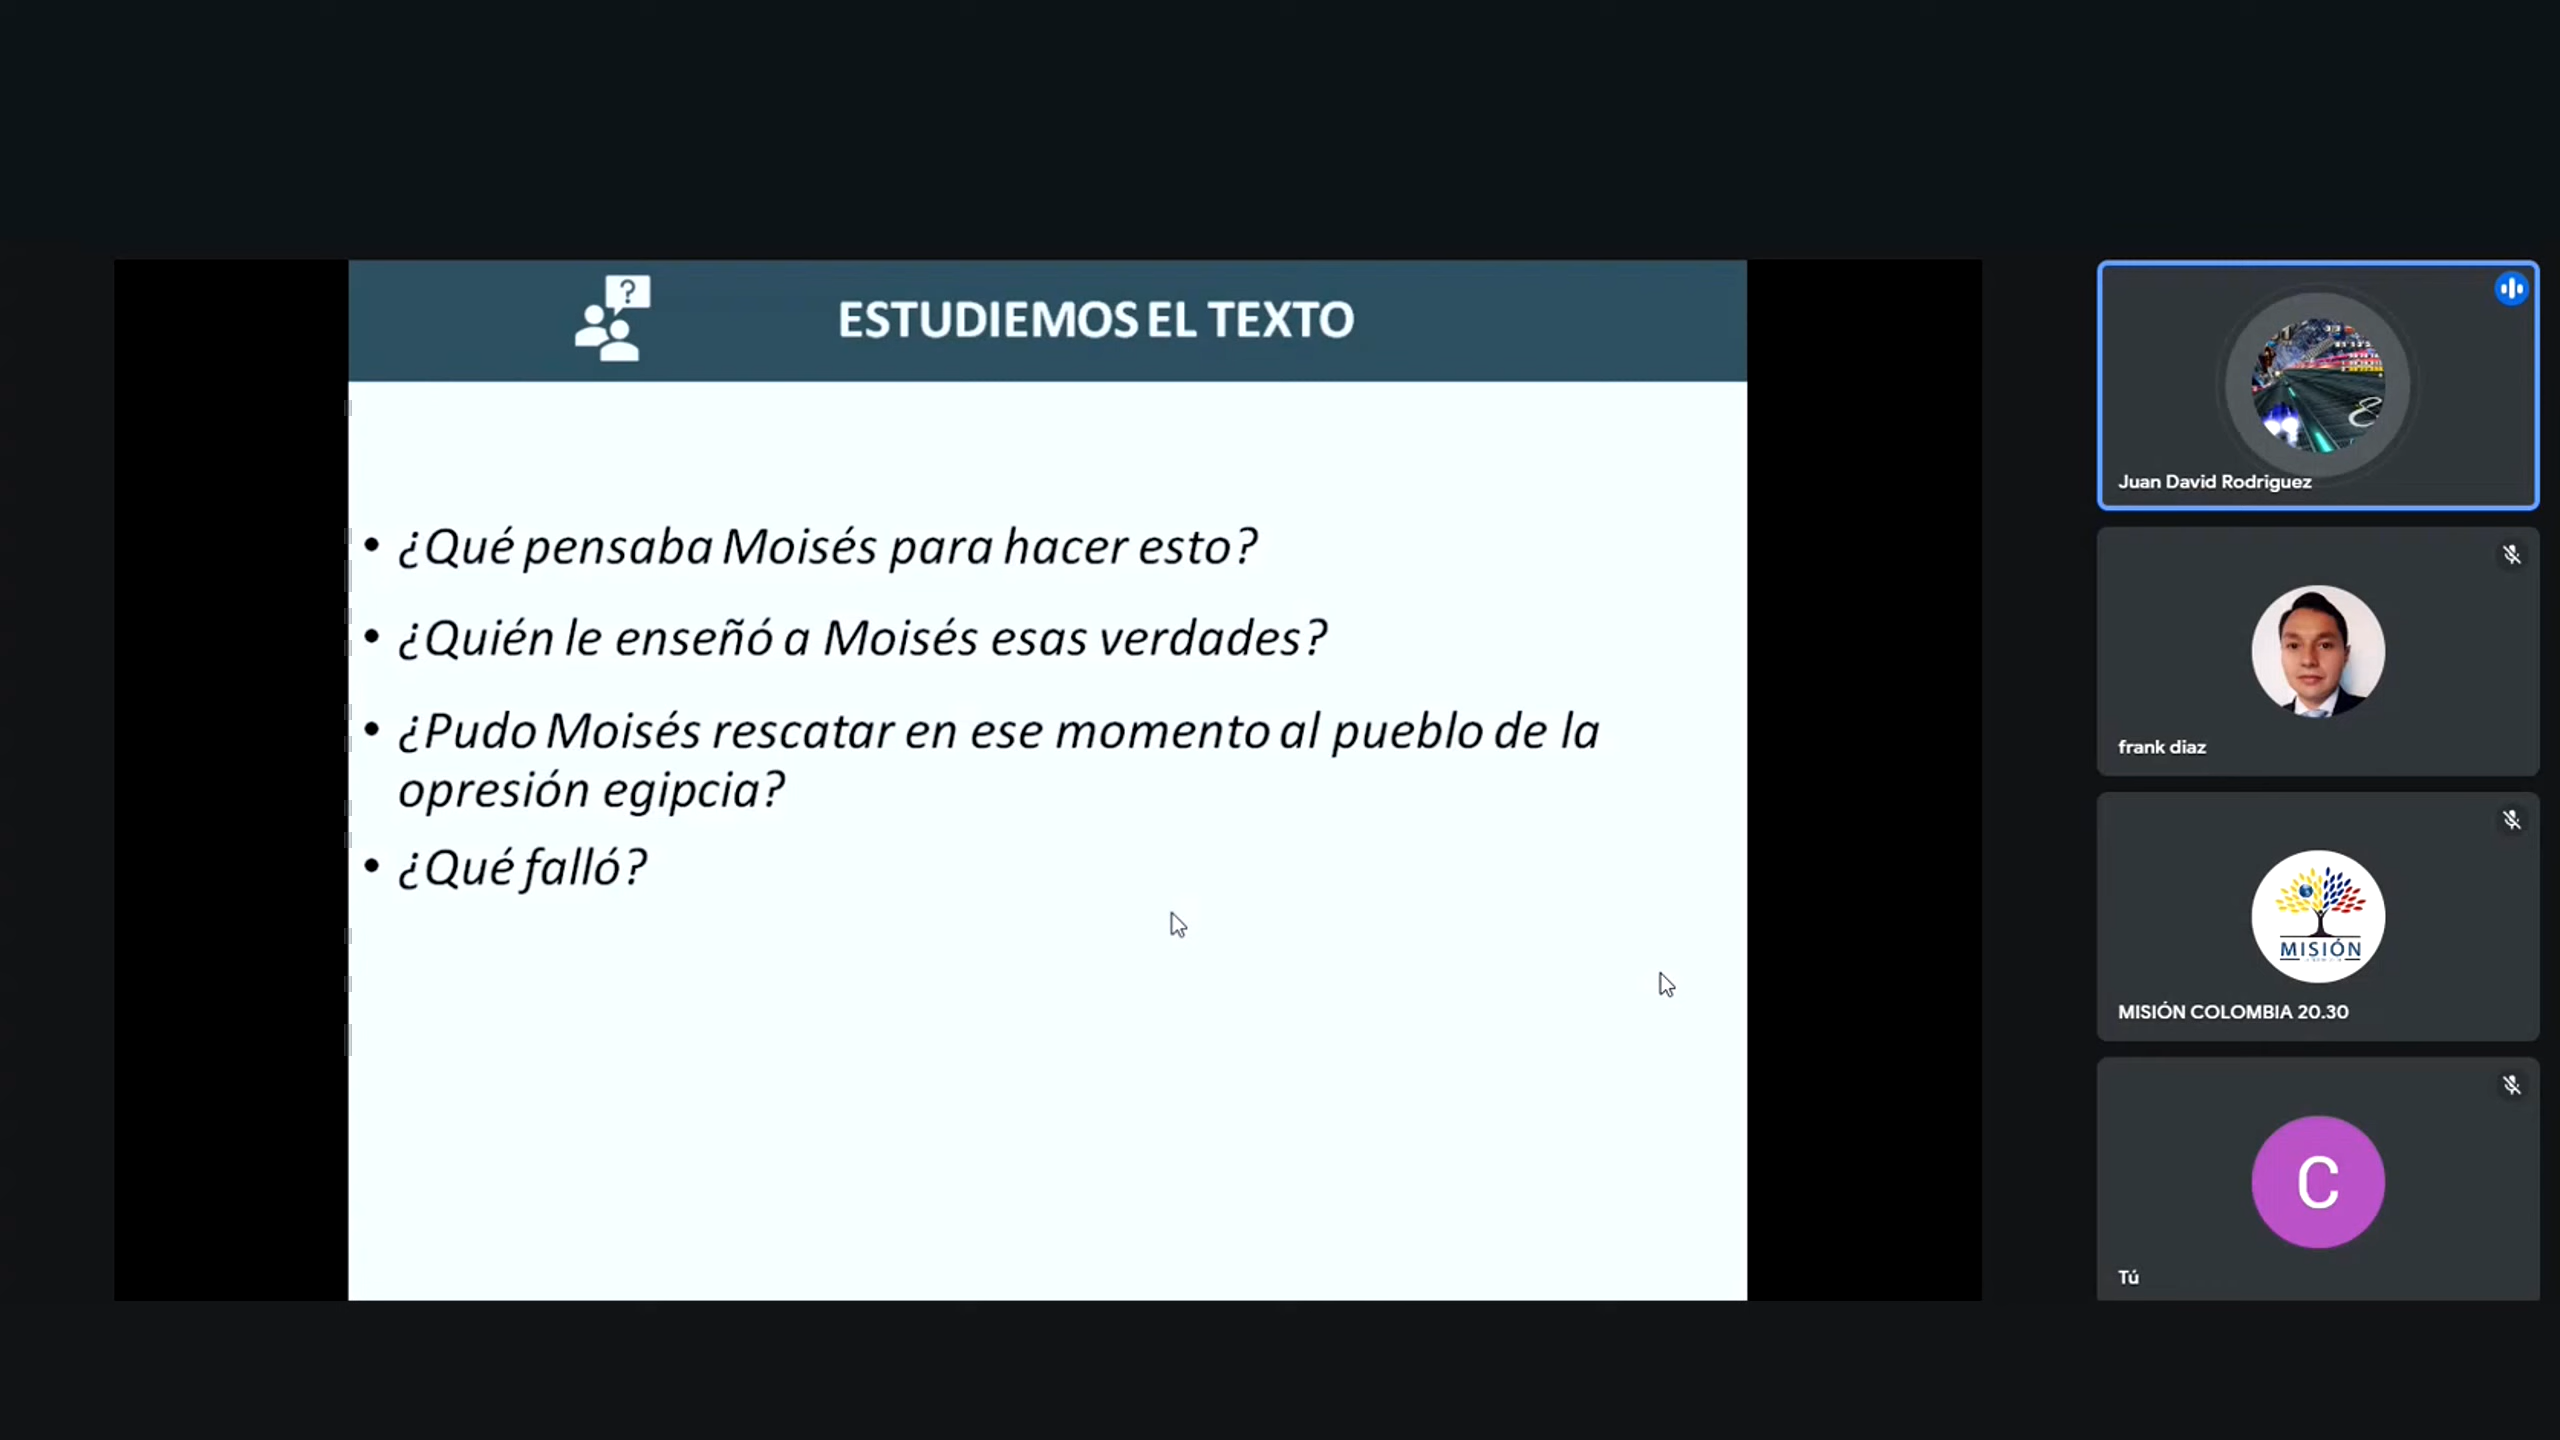 ESTUDIEMOS EL TEXTO
• ¿Qué pensaba Moisés para hacer esto?
• ¿Quién le enseñó a Moisés esas verdades?
• ¿Pudo Moisés rescatar en ese momento al pueblo de la
opresión egipcia?
• ¿Qué falló?
Juan David Rodriguez
frank diaz
MISIÓN
MISIÓN COLOMBIA 20.30
C
Tú